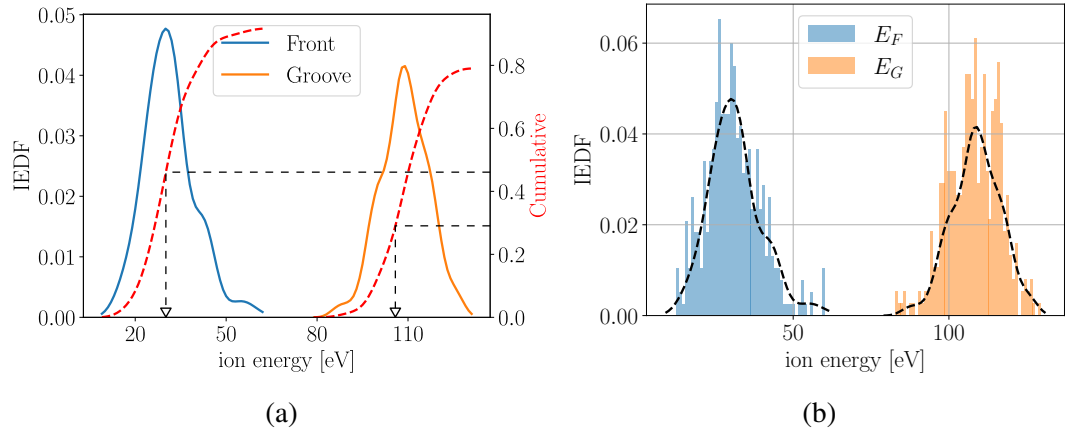 0.05
0.04
0.03
0.02
0.01
0.00
IEDF
Front
Groove
0.8
0.6
0.4
0.2
0.0
Cumulative
20
50
80
110
ion energy [eV]
(a)
0.06
0.04
0.02
0.00
IEDF
E_F
E_G
50
100
ion energy [eV]
(b)